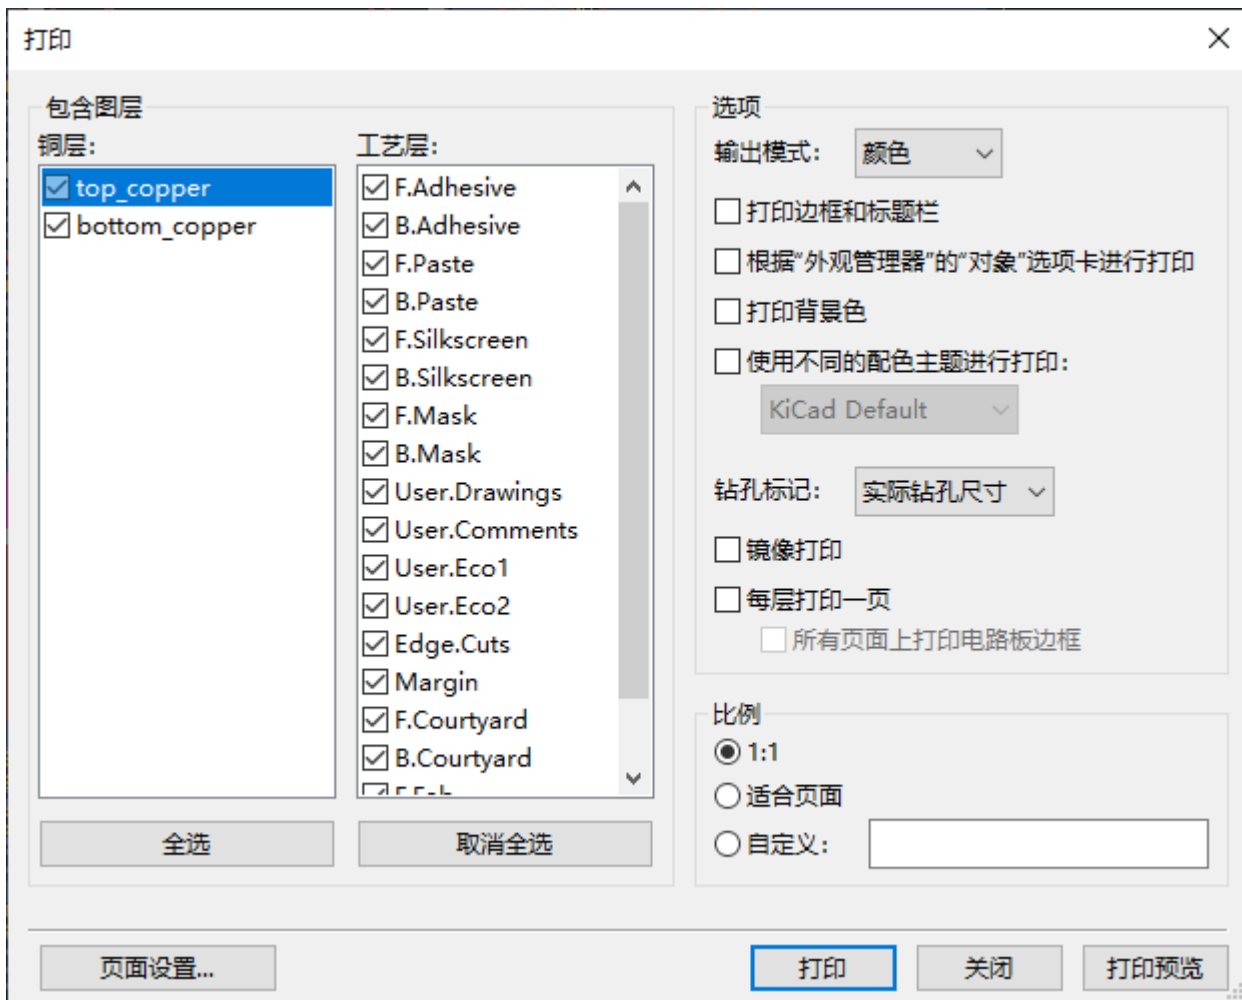 打印
包含图层
铜层:
top_copper
bottom_copper
工艺层:
F.Adhesive
B.Adhesive
F.Paste
B.Paste
F.Silkscreen
B.Silkscreen
F.Mask
B.Mask
User.Drawings
User.Comments
User.Eco1
User.Eco2
Edge.Cuts
Margin
F.Courtyard
B.Courtyard
全选
取消全选
选项
输出模式: 颜色
打印边框和标题栏
根据“外观管理器”的“对象”选项卡进行打印
打印背景色
使用不同的配色主题进行打印:
KiCad Default
钻孔标记: 实际钻孔尺寸
镜像打印
每层打印一页
所有页面上打印电路板边框
比例
1:1
适合页面
自定义:
页面设置...
打印
关闭
打印预览